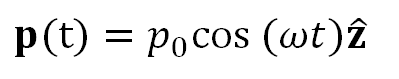 𝐩(t) = p₀cos (ωt)𝐳̂